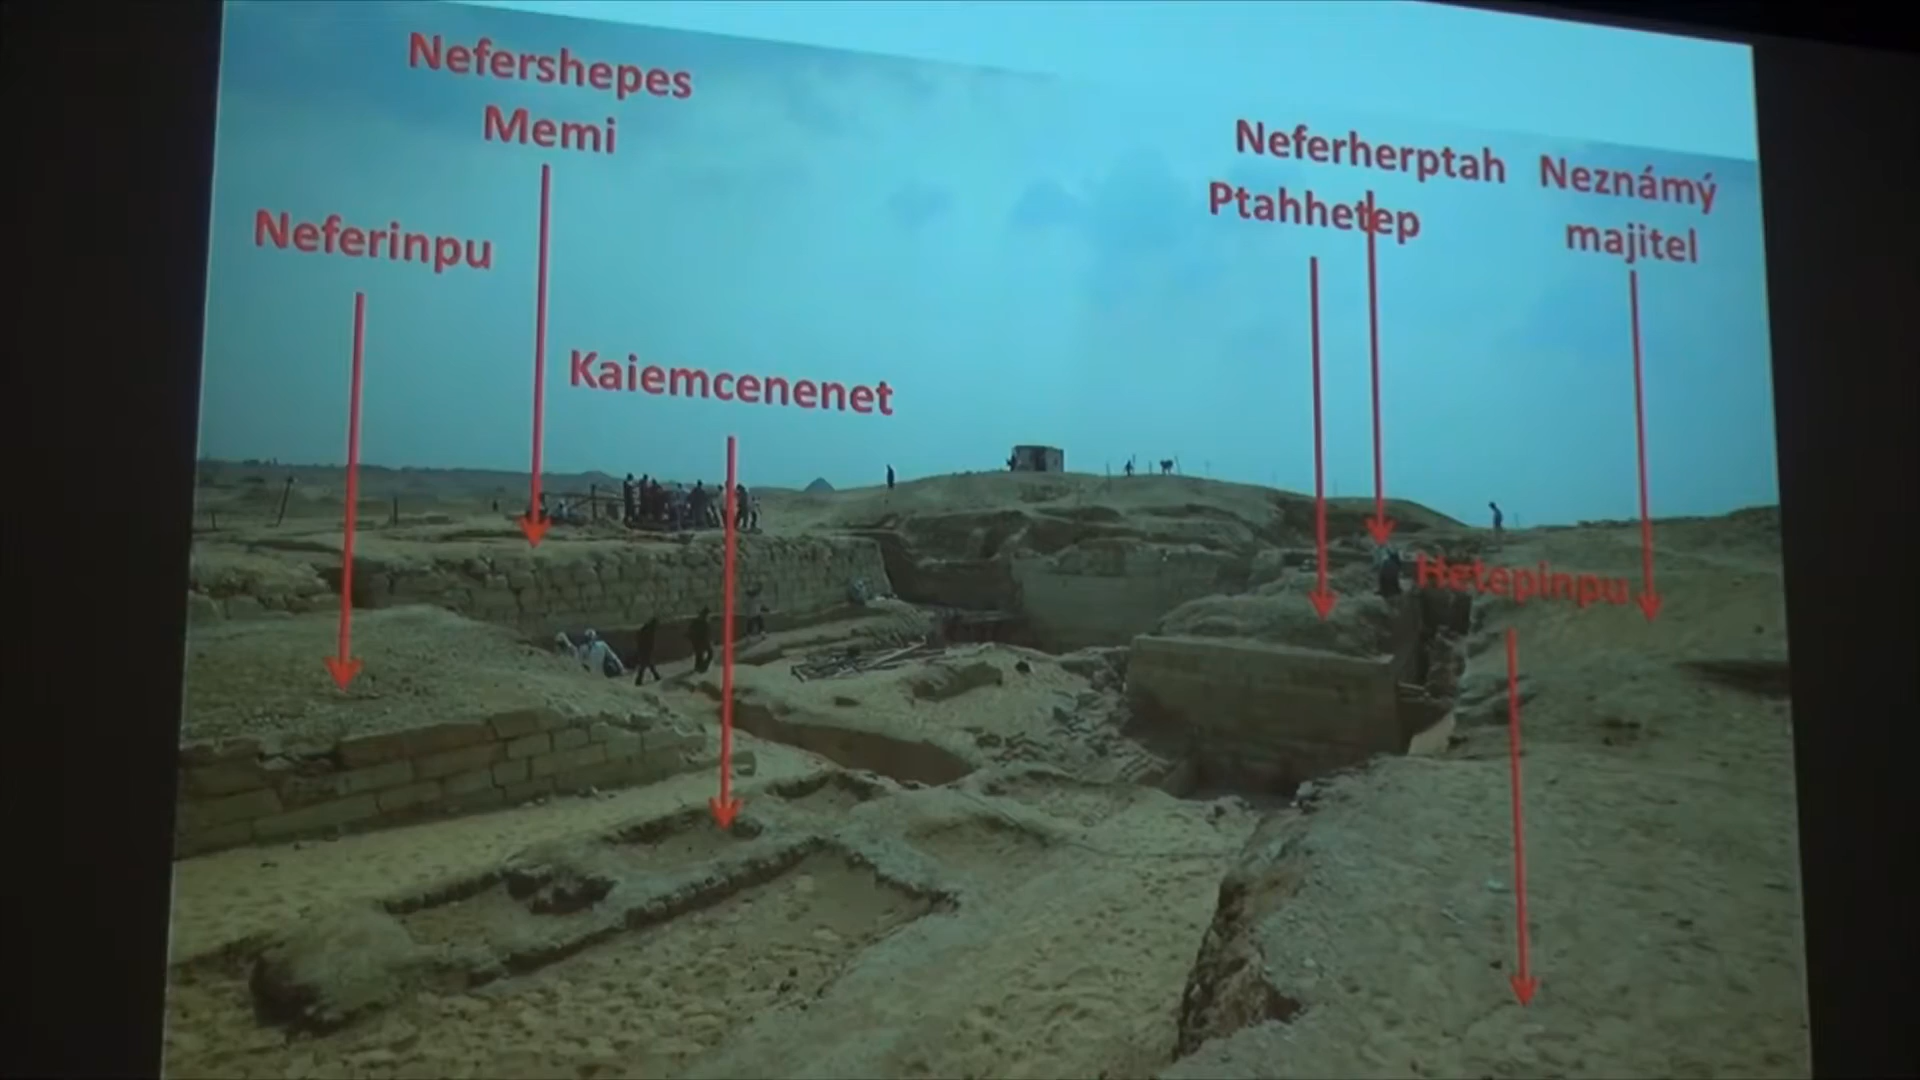 Nefershepes
Memi
Neferinpu
Kaiemcenenet
Neferherptah
Ptahhetep
Neznámý
majitel
Hetepinpu